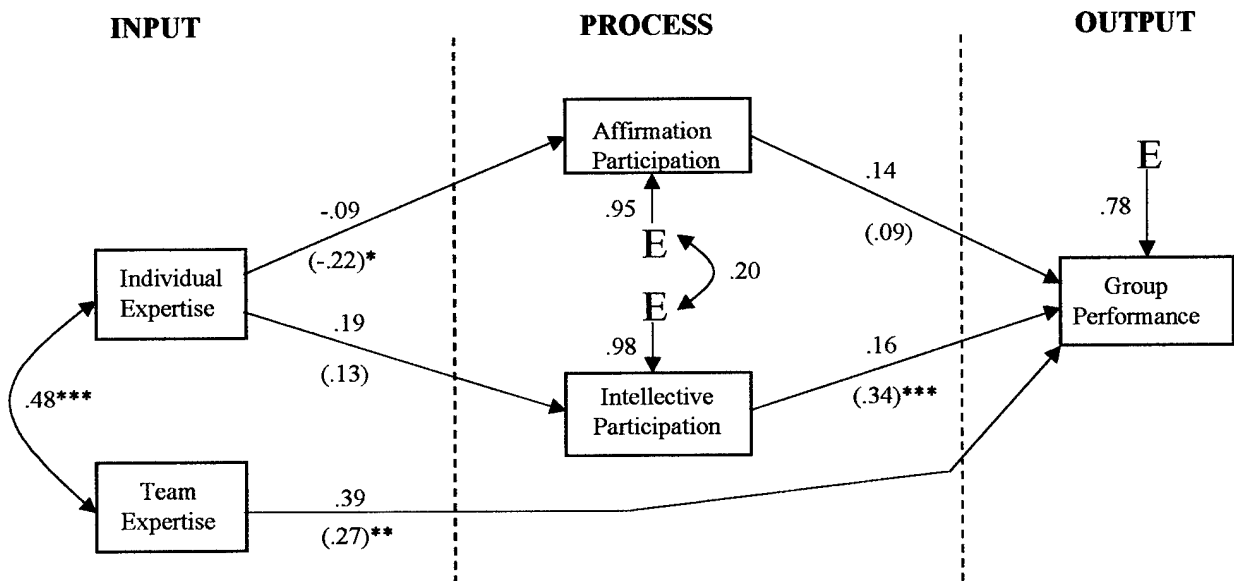 INPUT
PROCESS
OUTPUT
Affirmation
Participation
E
.14
.78
.95
-.09
(.09)
E
(-.22)*
.20
Individual
Expertise
Group
Performance
E
.19
.98
.16
(.13)
(.34)***
.48***
Intellective
Participation
Team
Expertise
.39
(.27)**